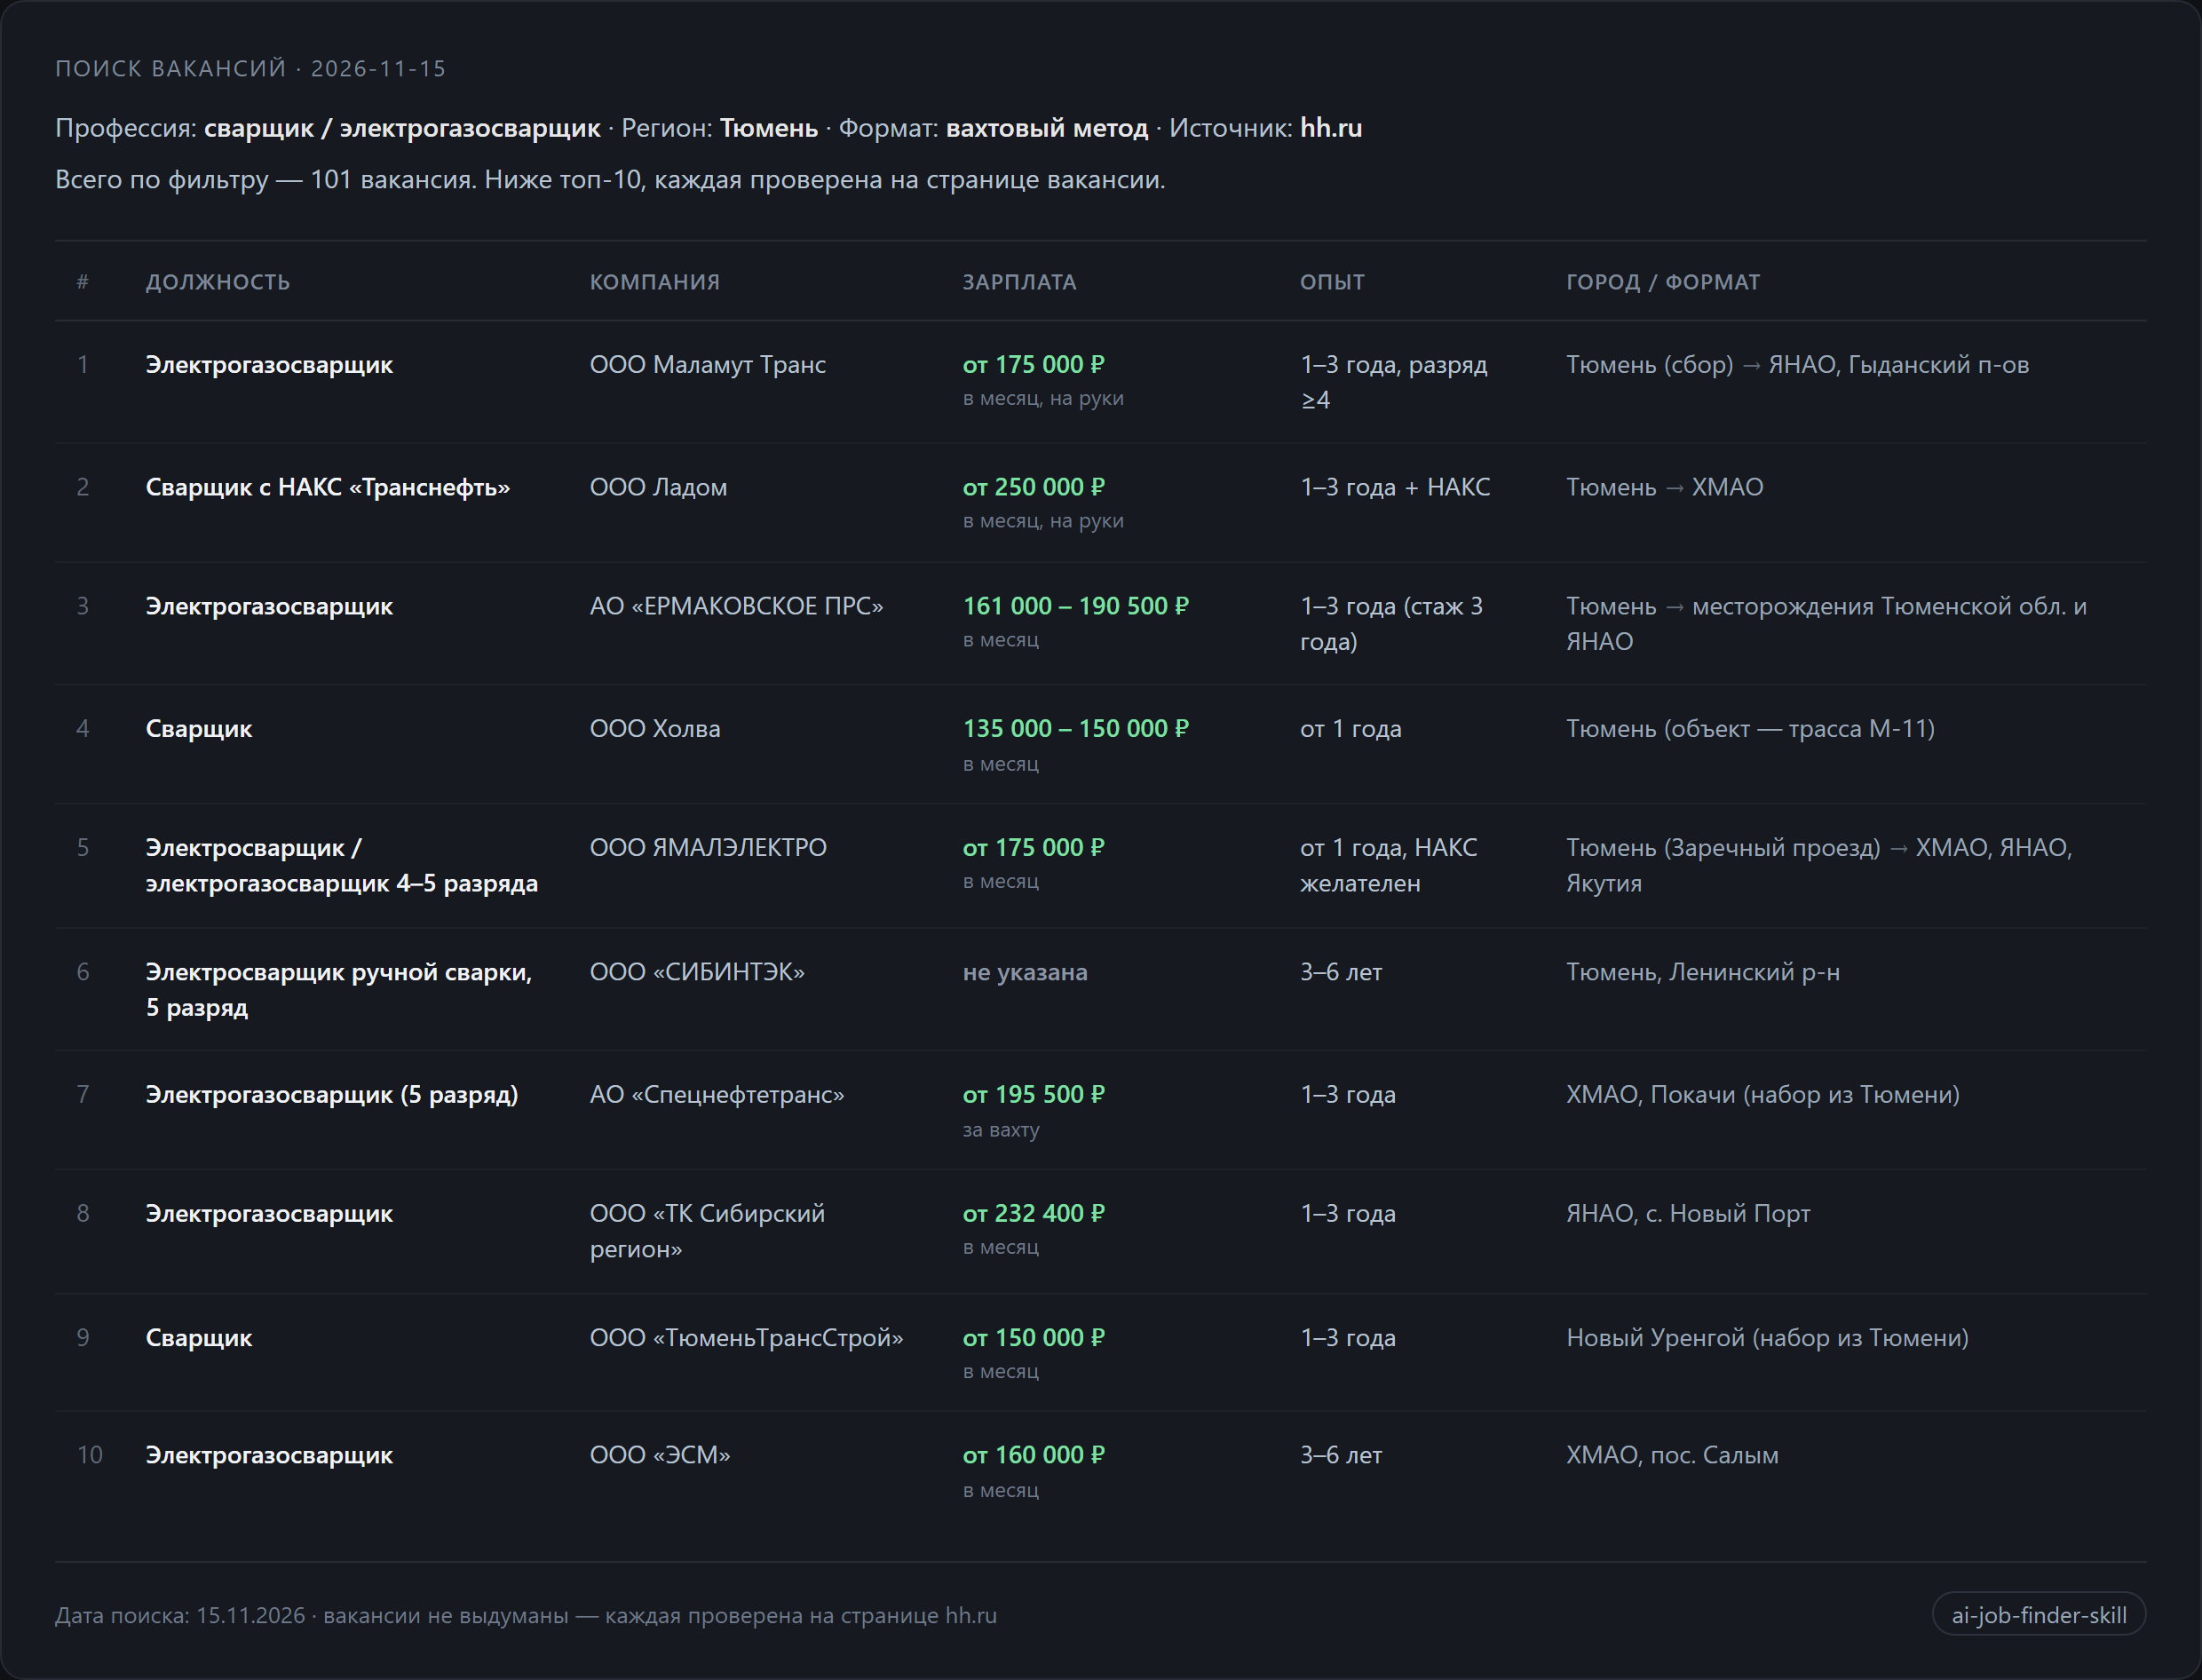 ПОИСК ВАКАНСИЙ · 2026-11-15
Профессия: сварщик / электрогазосварщик · Регион: Тюмень · Формат: вахтовый метод · Источник: hh.ru
Всего по фильтру — 101 вакансия. Ниже топ-10, каждая проверена на странице вакансии.
# ДОЛЖНОСТЬ КОМПАНИЯ ЗАРПЛАТА ОПЫТ ГОРОД / ФОРМАТ
1 Электрогазосварщик ООО Маламут Транс от 175 000 ₽ 1–3 года, разряд Тюмень (сбор) → ЯНАО, Гыданский п-ов
в месяц, на руки ≥4
2 Сварщик с НАКС «Транснефть» ООО Ладом от 250 000 ₽ 1–3 года + НАКС Тюмень → ХМАО
в месяц, на руки
3 Электрогазосварщик АО «ЕРМАКОВСКОЕ ПРС» 161 000 – 190 500 ₽ 1–3 года (стаж 3 Тюмень → месторождения Тюменской обл. и
в месяц года) ЯНАО
4 Сварщик ООО Холва 135 000 – 150 000 ₽ от 1 года Тюмень (объект — трасса М-11)
в месяц
5 Электросварщик / ООО ЯМАЛЭЛЕКТРО от 175 000 ₽ от 1 года, НАКС Тюмень (Заречный проезд) → ХМАО, ЯНАО,
электрогазосварщик 4–5 разряда в месяц желателен Якутия
6 Электросварщик ручной сварки, ООО «СИБИНТЭК» не указана 3–6 лет Тюмень, Ленинский р-н
5 разряд
7 Электрогазосварщик (5 разряд) АО «Спецнефтетранс» от 195 500 ₽ 1–3 года ХМАО, Покачи (набор из Тюмени)
за вахту
8 Электрогазосварщик ООО «ТК Сибирский от 232 400 ₽ 1–3 года ЯНАО, с. Новый Порт
регион» в месяц
9 Сварщик ООО «ТюменьТрансСтрой» от 150 000 ₽ 1–3 года Новый Уренгой (набор из Тюмени)
в месяц
10 Электрогазосварщик ООО «ЭСМ» от 160 000 ₽ 3–6 лет ХМАО, пос. Салым
в месяц
Дата поиска: 15.11.2026 · вакансии не выдуманы — каждая проверена на странице hh.ru ai-job-finder-skill